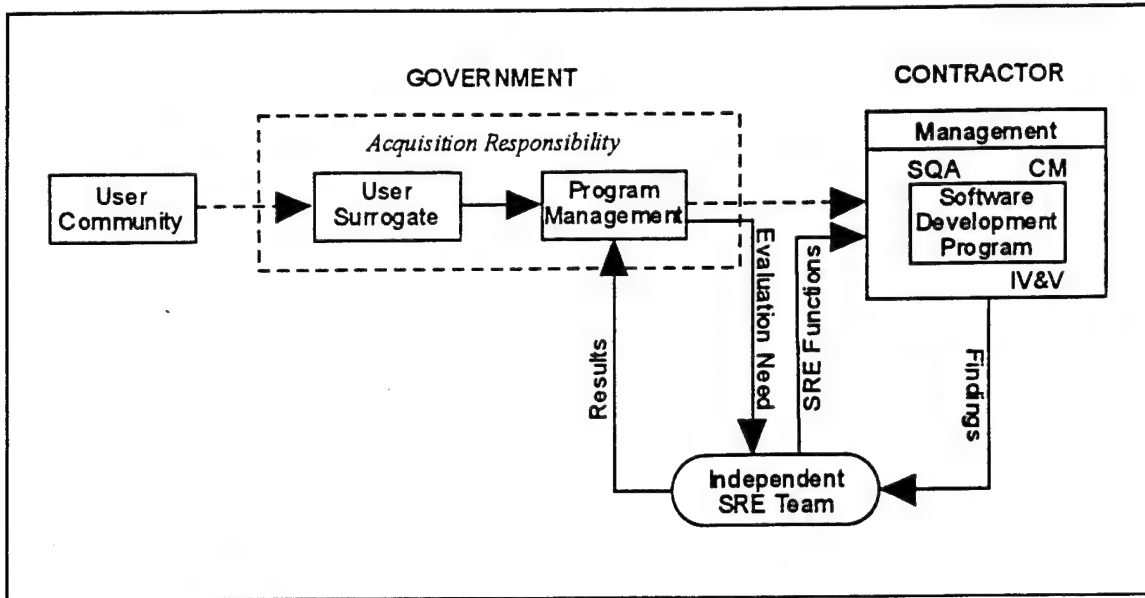 GOVERNMENT
CONTRACTOR
Acquisition Responsibility
User
Community
User
Surrogate
Program
Management
Management
SQA
CM
Software
Development
Program
IV&V
Results
Evaluation Need
SRE Functions
Findings
Independent
SRE Team